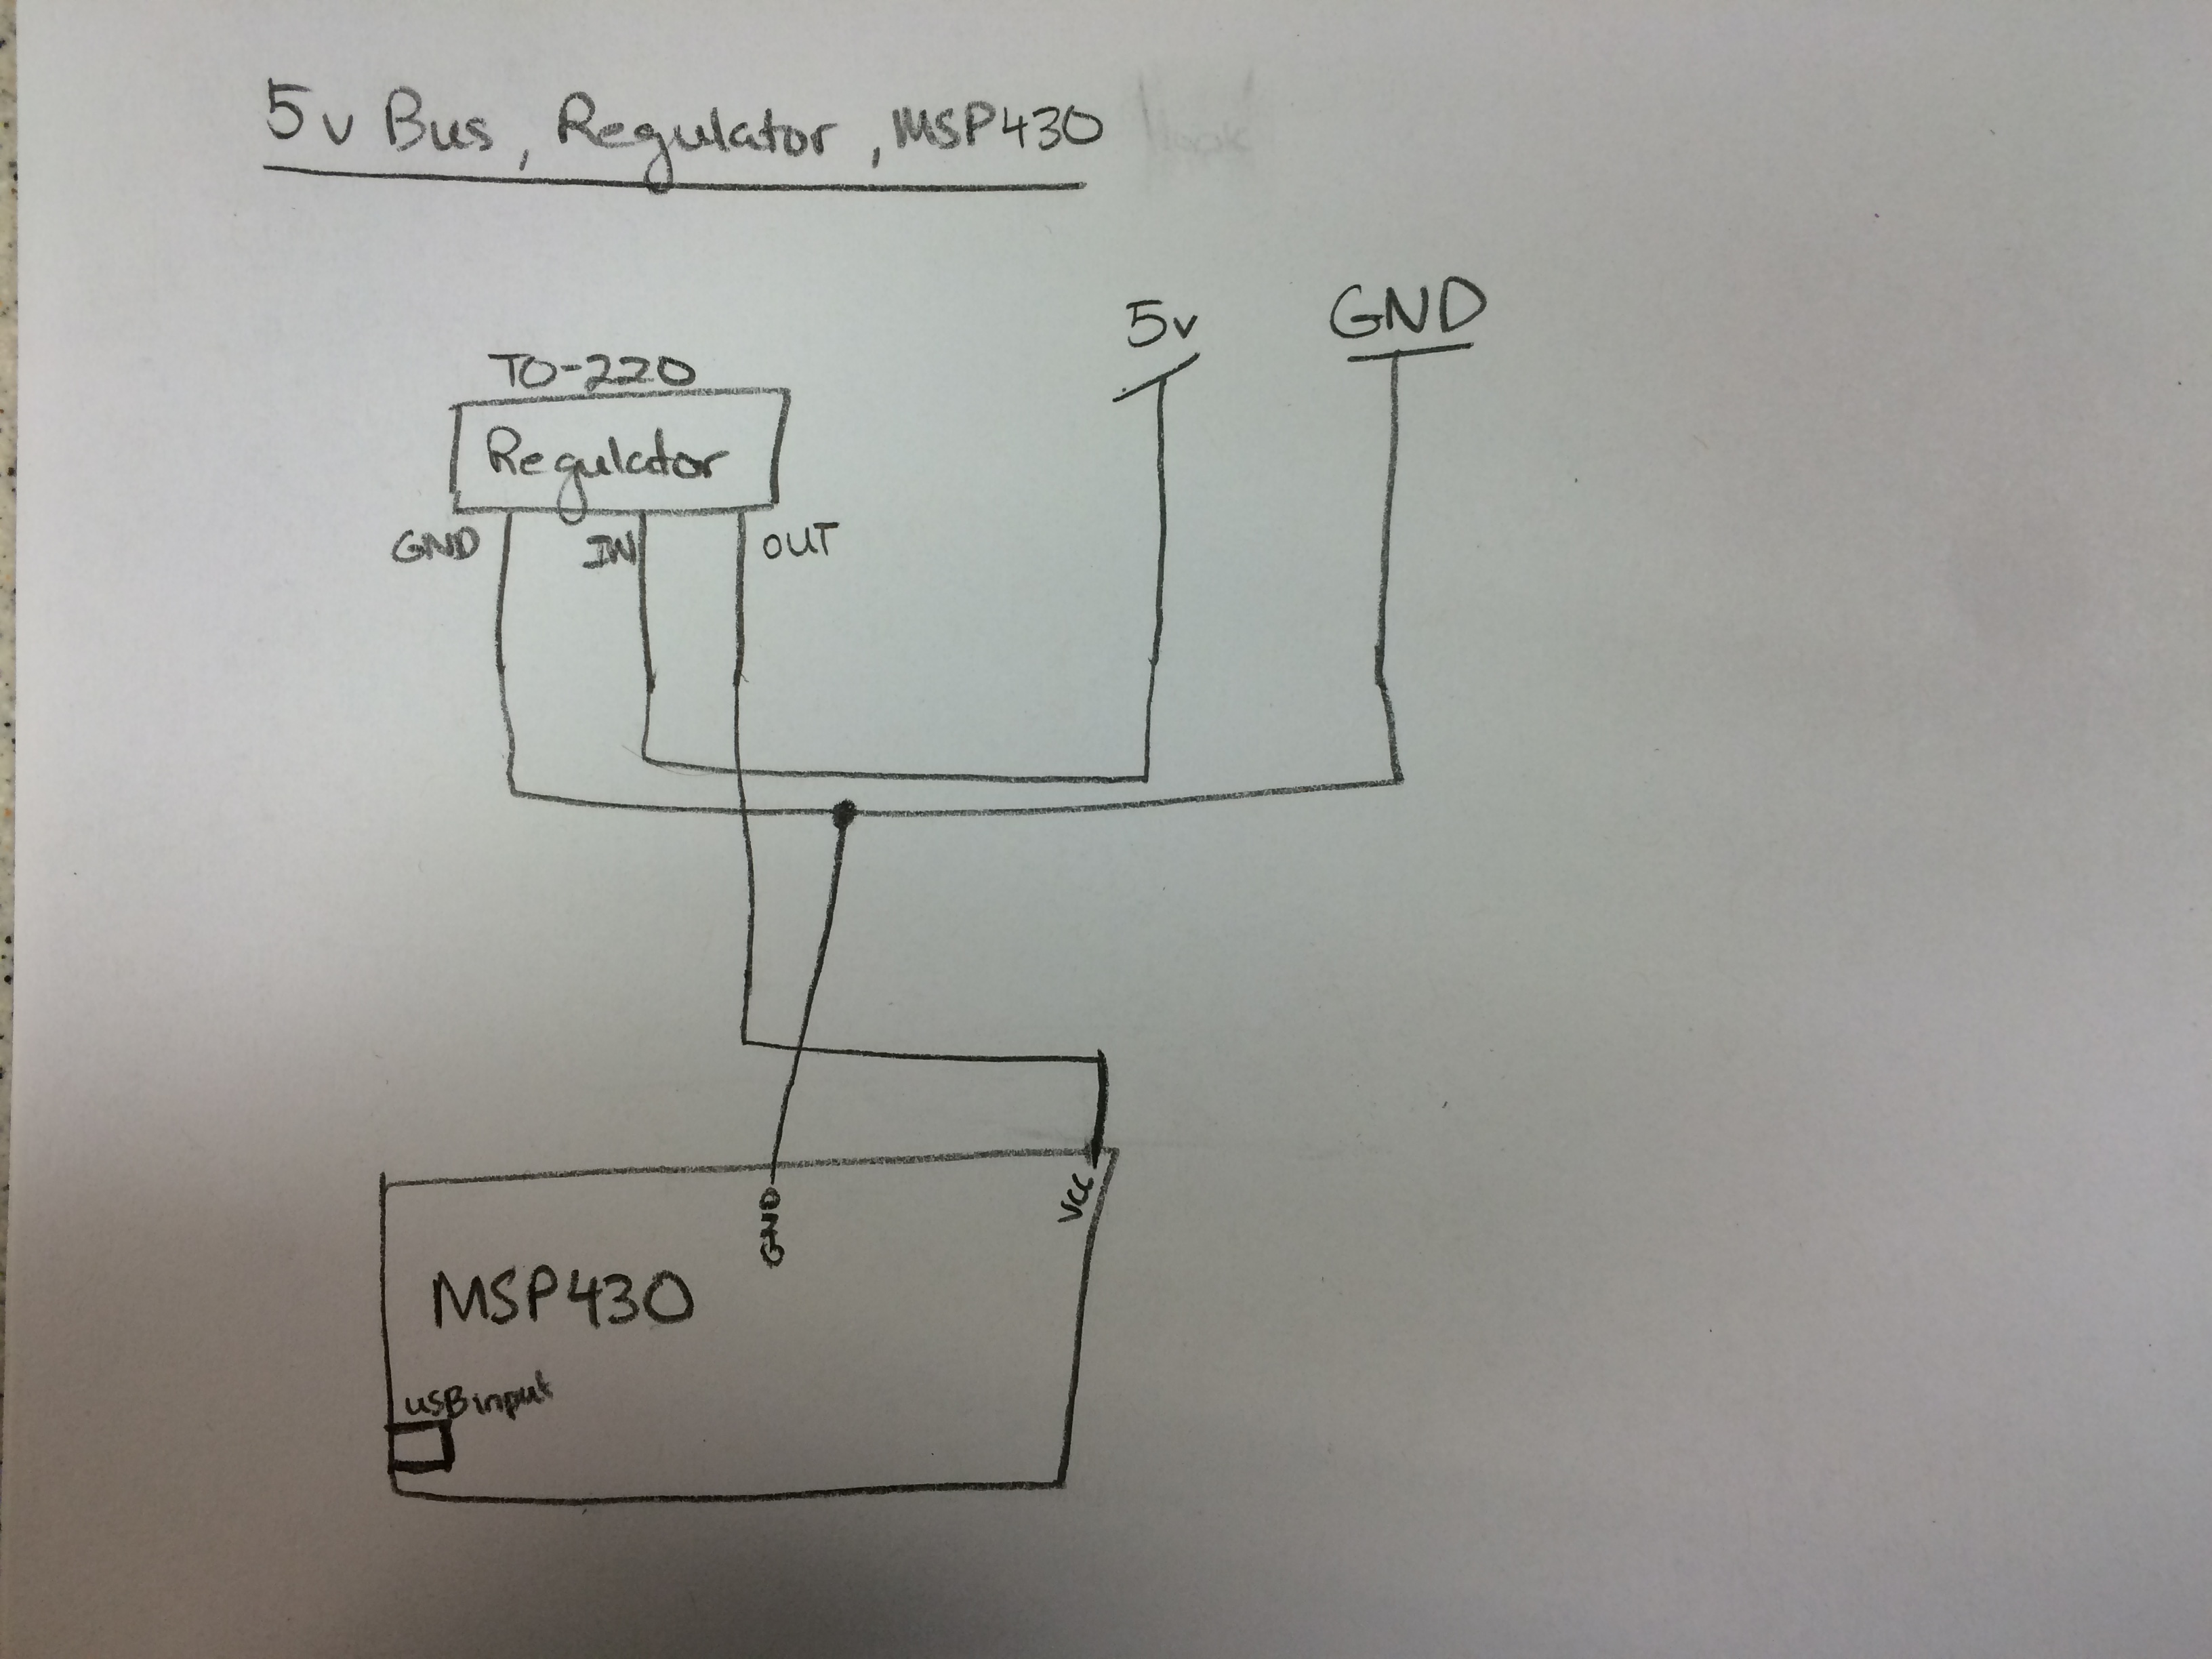 5v Bus, Regulator, MSP430
TO-220
Regulator
GND
IN
OUT
5v
GND
GND
VCC
MSP430
USB input